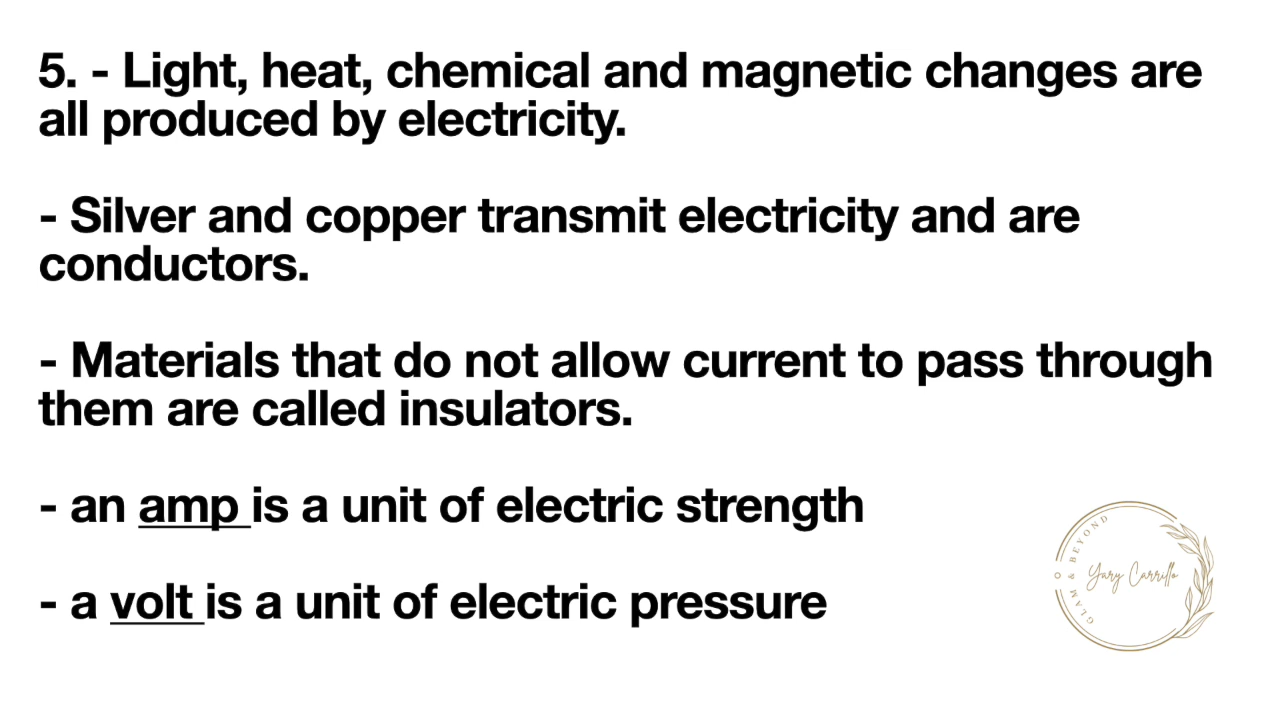 5. - Light, heat, chemical and magnetic changes are
all produced by electricity.
- Silver and copper transmit electricity and are
conductors.
- Materials that do not allow current to pass through
them are called insulators.
- an amp is a unit of electric strength
- a volt is a unit of electric pressure
GLAM & BEYOND
Yary Carrillo